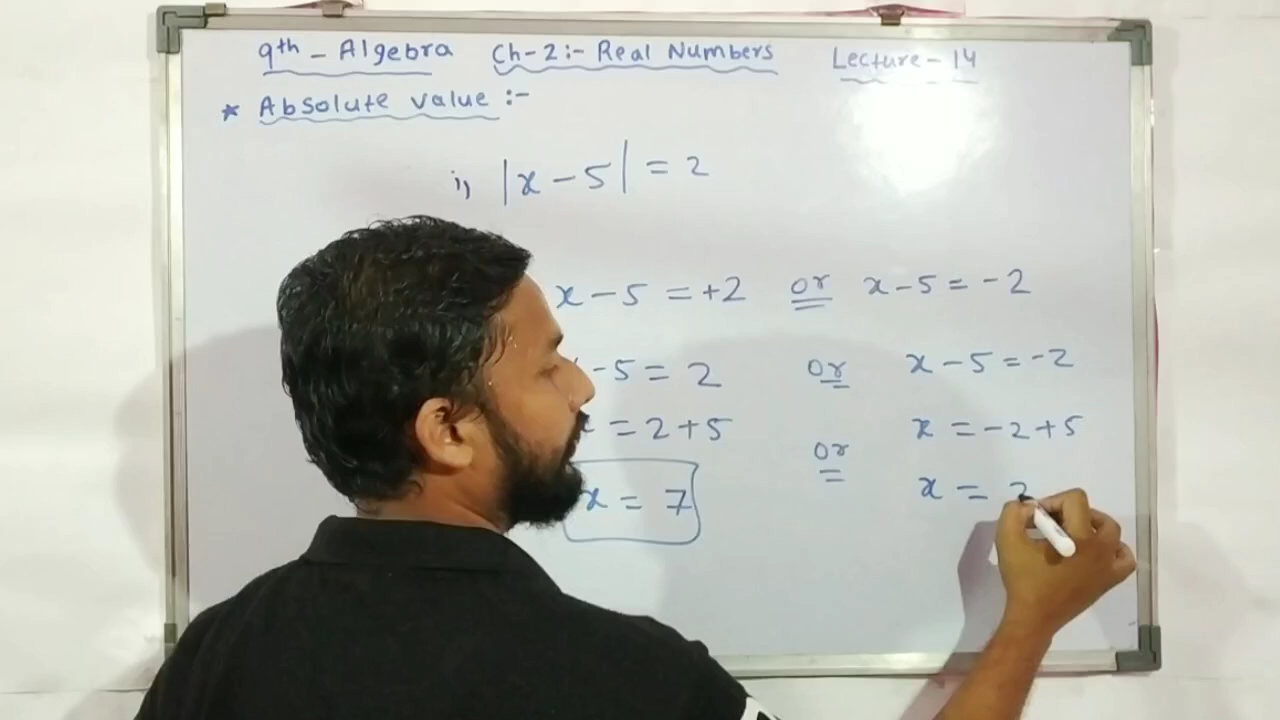 9th - Algebra Ch-2:- Real Numbers Lecture - 14
* Absolute value :-
i) |x - 5| = 2
x - 5 = +2 or x - 5 = -2
-5 = 2 or x - 5 = -2
= 2 + 5 or x = -2 + 5
x = 7 x =